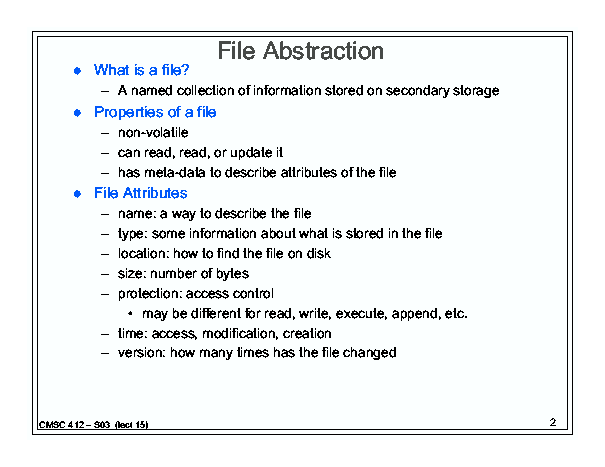 File Abstraction
● What is a file?
– A named collection of information stored on secondary storage
● Properties of a file
– non-volatile
– can read, read, or update it
– has meta-data to describe attributes of the file
● File Attributes
– name: a way to describe the file
– type: some information about what is stored in the file
– location: how to find the file on disk
– size: number of bytes
– protection: access control
• may be different for read, write, execute, append, etc.
– time: access, modification, creation
– version: how many times has the file changed
CMSC 412 – S03 (lect 15)
2